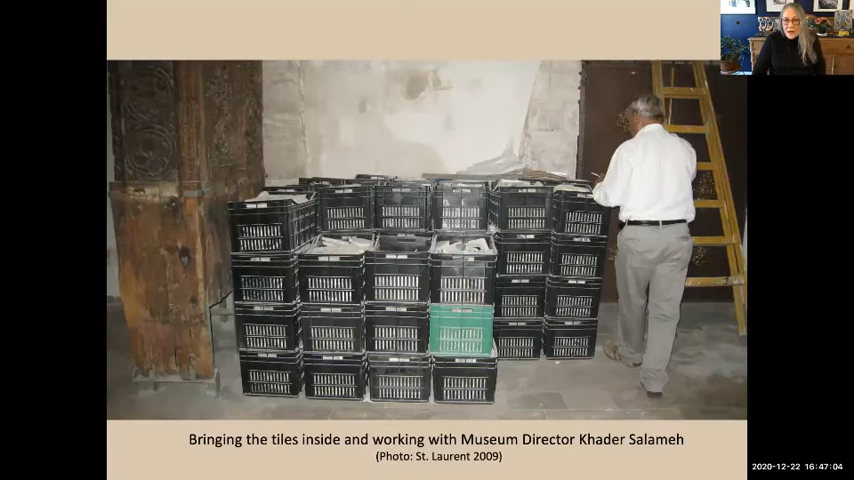 Bringing the tiles inside and working with Museum Director Khader Salameh
(Photo: St. Laurent 2009)
2020-12-22 16:47:04